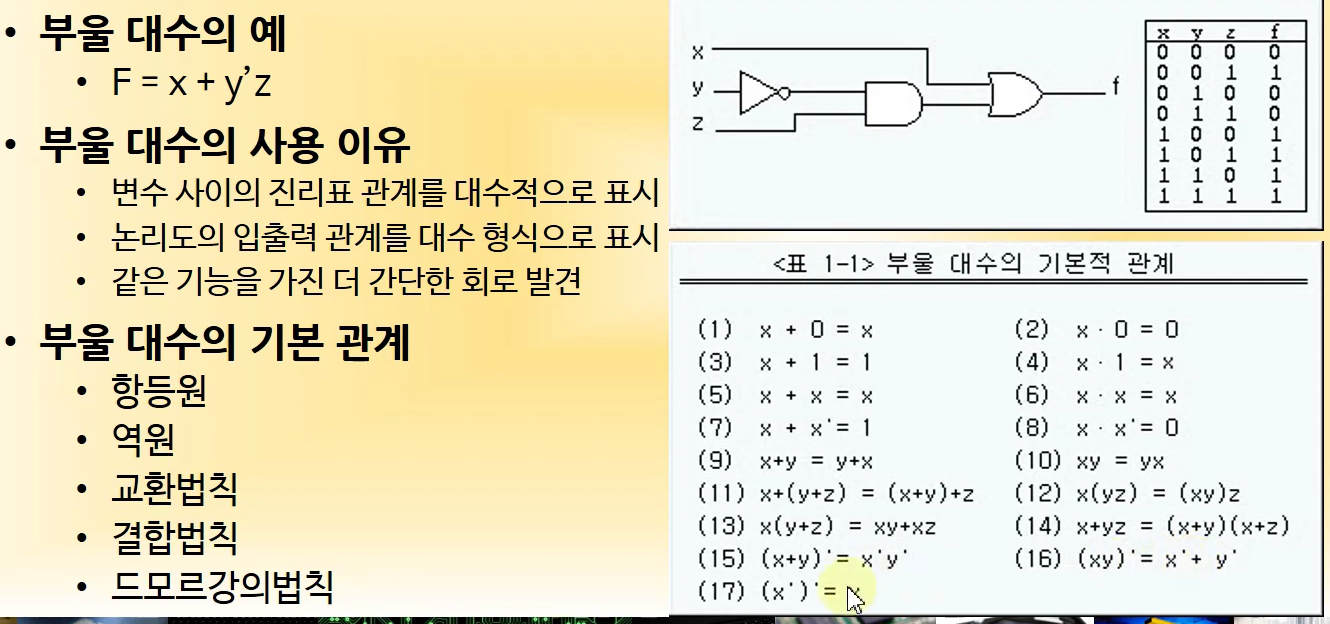 • 부울 대수의 예
• F = x + y’z
• 부울 대수의 사용 이유
• 변수 사이의 진리표 관계를 대수적으로 표시
• 논리도의 입출력 관계를 대수 형식으로 표시
• 같은 기능을 가진 더 간단한 회로 발견
• 부울 대수의 기본 관계
• 항등원
• 역원
• 교환법칙
• 결합법칙
• 드모르강의법칙
x
y
z
f
x y z f
0 0 0 0
0 0 1 1
0 1 0 0
0 1 1 0
1 0 0 1
1 0 1 1
1 1 0 1
1 1 1 1
<표 1-1> 부울 대수의 기본적 관계
(1) x + 0 = x (2) x · 0 = 0
(3) x + 1 = 1 (4) x · 1 = x
(5) x + x = x (6) x · x = x
(7) x + x'= 1 (8) x · x'= 0
(9) x+y = y+x (10) xy = yx
(11) x+(y+z) = (x+y)+z (12) x(yz) = (xy)z
(13) x(y+z) = xy+xz (14) x+yz = (x+y)(x+z)
(15) (x+y)'= x'y' (16) (xy)'= x'+ y'
(17) (x')'= x